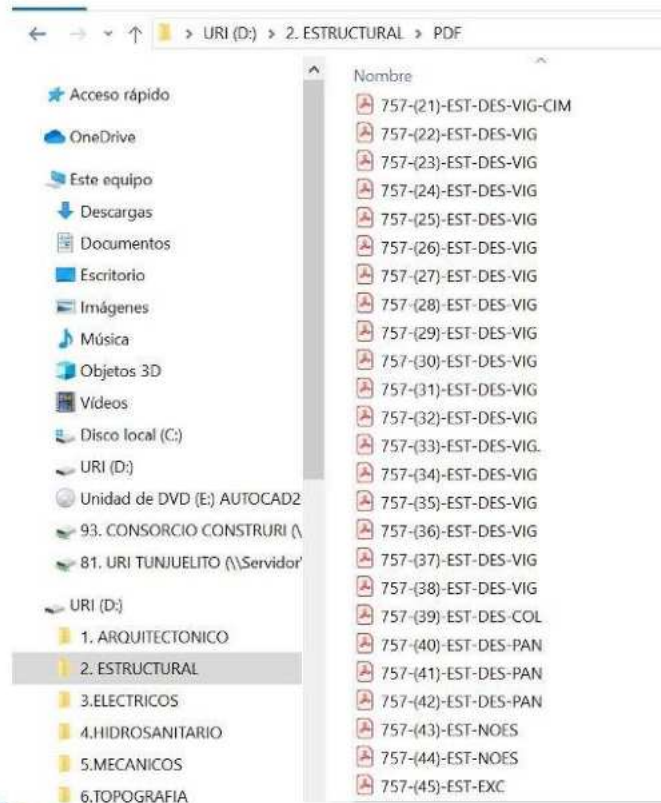 URI (D:) > 2. ESTRUCTURAL > PDF
Acceso rápido
OneDrive
Este equipo
Descargas
Documentos
Escritorio
Imágenes
Música
Objetos 3D
Vídeos
Disco local (C:)
URI (D:)
Unidad de DVD (E:) AUTOCAD2
93. CONSORCIO CONSTRURI (\
81. URI TUNJUELITO (\\Servidor
URI (D:)
1. ARQUITECTONICO
2. ESTRUCTURAL
3.ELECTRICOS
4.HIDROSANITARIO
5.MECANICOS
6.TOPOGRAFIA
Nombre
757-(21)-EST-DES-VIG-CIM
757-(22)-EST-DES-VIG
757-(23)-EST-DES-VIG
757-(24)-EST-DES-VIG
757-(25)-EST-DES-VIG
757-(26)-EST-DES-VIG
757-(27)-EST-DES-VIG
757-(28)-EST-DES-VIG
757-(29)-EST-DES-VIG
757-(30)-EST-DES-VIG
757-(31)-EST-DES-VIG
757-(32)-EST-DES-VIG
757-(33)-EST-DES-VIG.
757-(34)-EST-DES-VIG
757-(35)-EST-DES-VIG
757-(36)-EST-DES-VIG
757-(37)-EST-DES-VIG
757-(38)-EST-DES-VIG
757-(39)-EST-DES-COL
757-(40)-EST-DES-PAN
757-(41)-EST-DES-PAN
757-(42)-EST-DES-PAN
757-(43)-EST-NOES
757-(44)-EST-NOES
757-(45)-EST-EXC